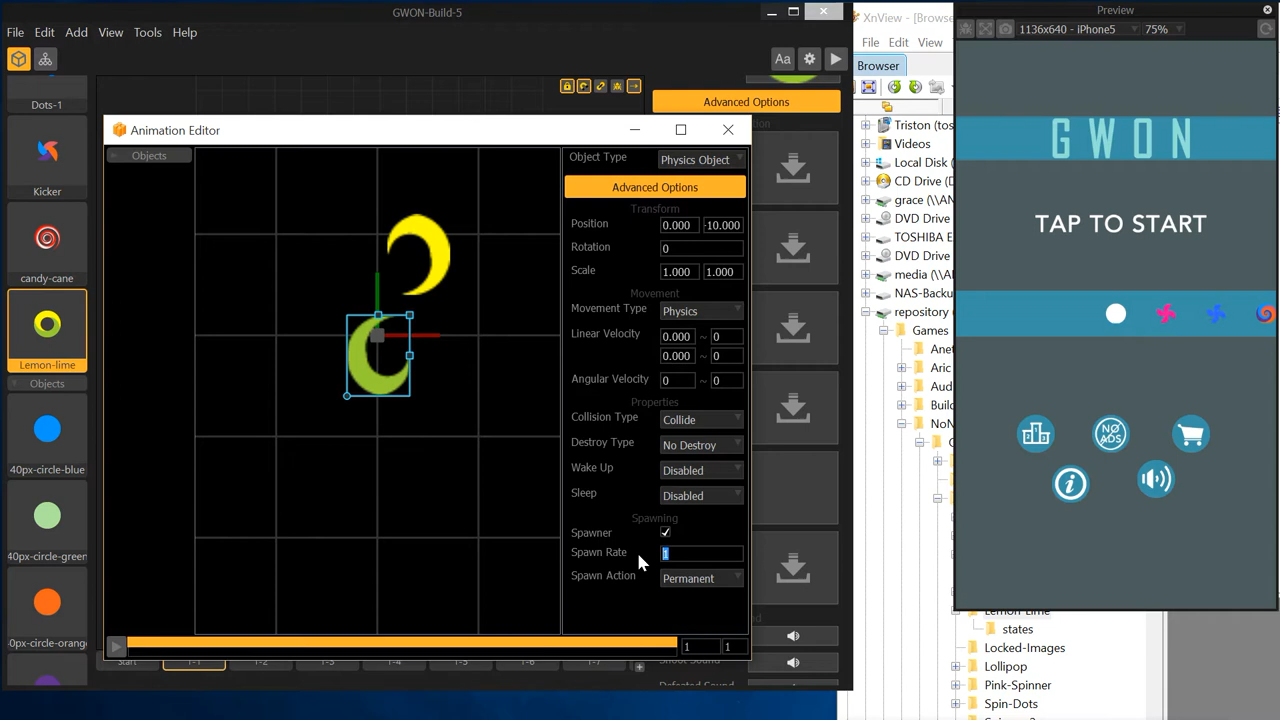 GWON-Build-5
File Edit Add View Tools Help
Aa
Dots-1
Kicker
candy-cane
Lemon-lime
Objects
40px-circle-blue
40px-circle-green
0px-circle-orang
Advanced Options
Animation Editor
Objects
Object Type Physics Object
Advanced Options
Transform
Position 0.000 -10.000
Rotation 0
Scale 1.000 1.000
Movement
Movement Type Physics
Linear Velocity 0.000 ~ 0
0.000 ~ 0
Angular Velocity 0 ~ 0
Properties
Collision Type Collide
Destroy Type No Destroy
Wake Up Disabled
Sleep Disabled
Spawning
Spawner
Spawn Rate 1
Spawn Action Permanent
1 1
Start 1-1 1-2 1-3 1-4 1-5 1-6 1-7
Shoot Sound
Defeated Sound
XnView - [Browse
File Edit View
Browser
Triston (tos
Videos
Local Disk (
CD Drive (D
grace (\\AN
DVD Drive
TOSHIBA E
DVD Drive
media (\\AN
NAS-Backu
repository (
Games
Anet
Aric
Aud
Build
NoN
Lemon-Lime
states
Locked-Images
Lollipop
Pink-Spinner
Spin-Dots
Preview
1136x640 - iPhone5 75%
GWON
TAP TO START
NO
ADS